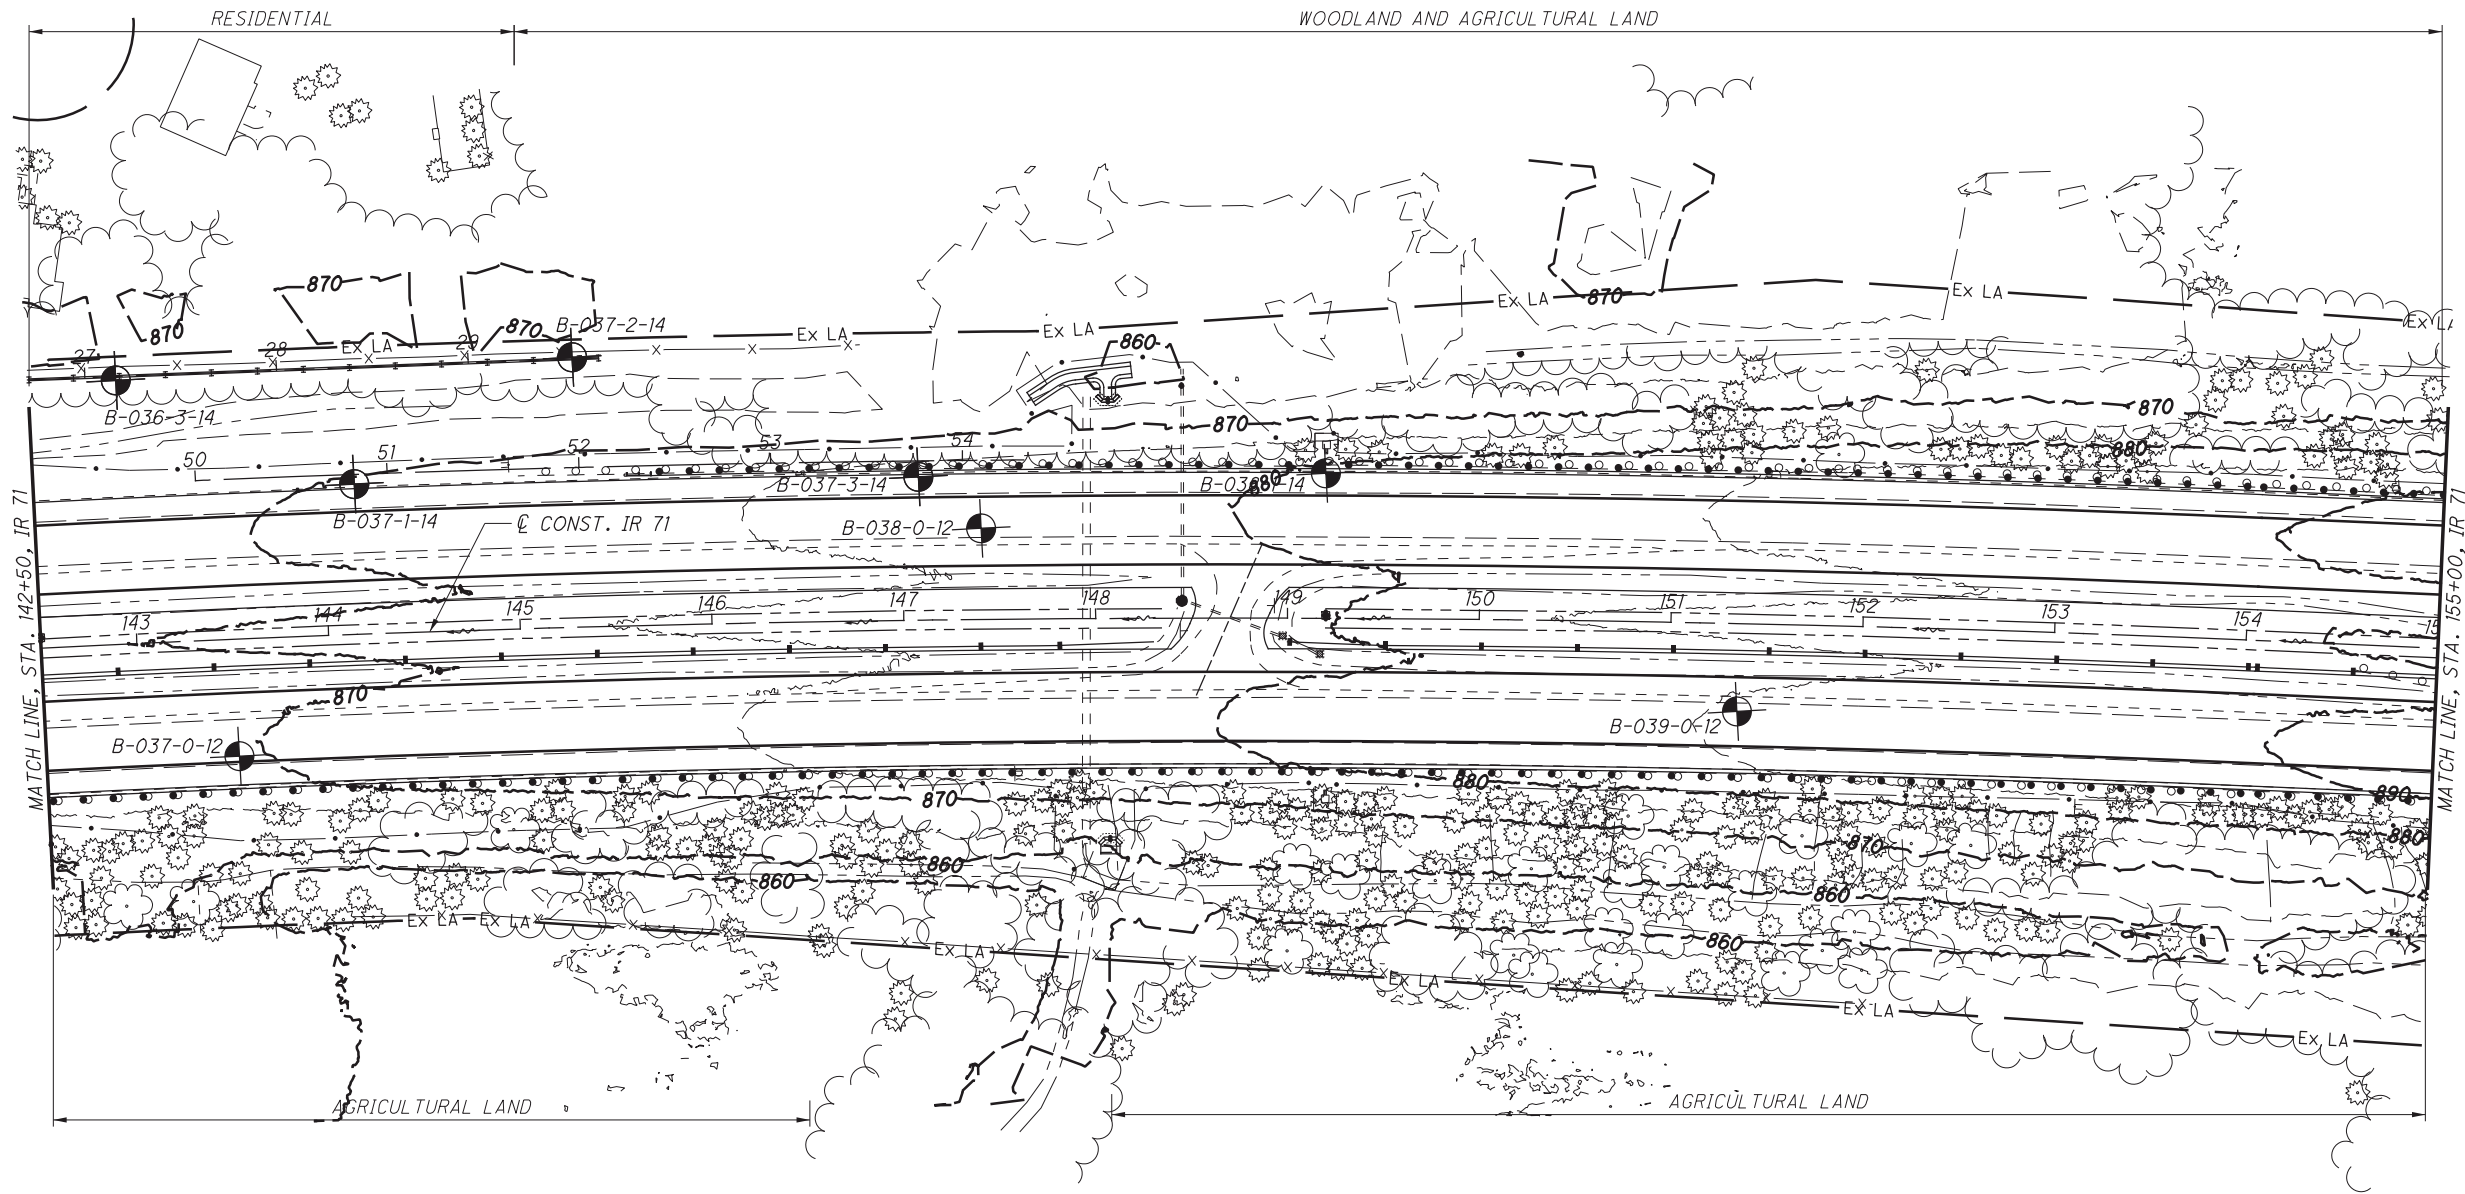 RESIDENTIAL
WOODLAND AND AGRICULTURAL LAND
870
870
870
B-037-2-14
27
28
29
Ex LA
Ex LA
Ex LA
Ex LA
870
Ex LA
Ex LA
860
B-036-3-14
870
870
50
51
52
53
54
880
B-037-1-14
B-037-3-14
880
℄ CONST. IR 71
B-038-0-12
MATCH LINE, STA. 142+50, IR 71
MATCH LINE, STA. 155+00, IR 71
143
144
145
146
147
148
149
150
151
152
153
154
870
B-037-0-12
B-039-0-12
870
880
890
880
870
860
860
860
860
Ex LA
Ex LA
Ex LA
Ex LA
Ex LA
Ex LA
AGRICULTURAL LAND
AGRICULTURAL LAND